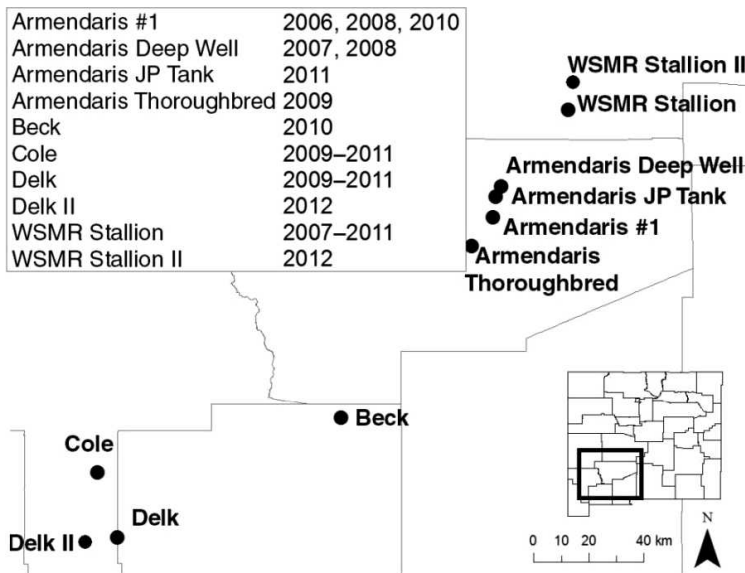 Armendaris #1 2006, 2008, 2010
Armendaris Deep Well 2007, 2008
Armendaris JP Tank 2011
Armendaris Thoroughbred 2009
Beck 2010
Cole 2009–2011
Delk 2009–2011
Delk II 2012
WSMR Stallion 2007–2011
WSMR Stallion II 2012
WSMR Stallion II
WSMR Stallion
Armendaris Deep Well
Armendaris JP Tank
Armendaris #1
Armendaris
Thoroughbred
Beck
Cole
Delk
Delk II
N
0 10 20 40 km